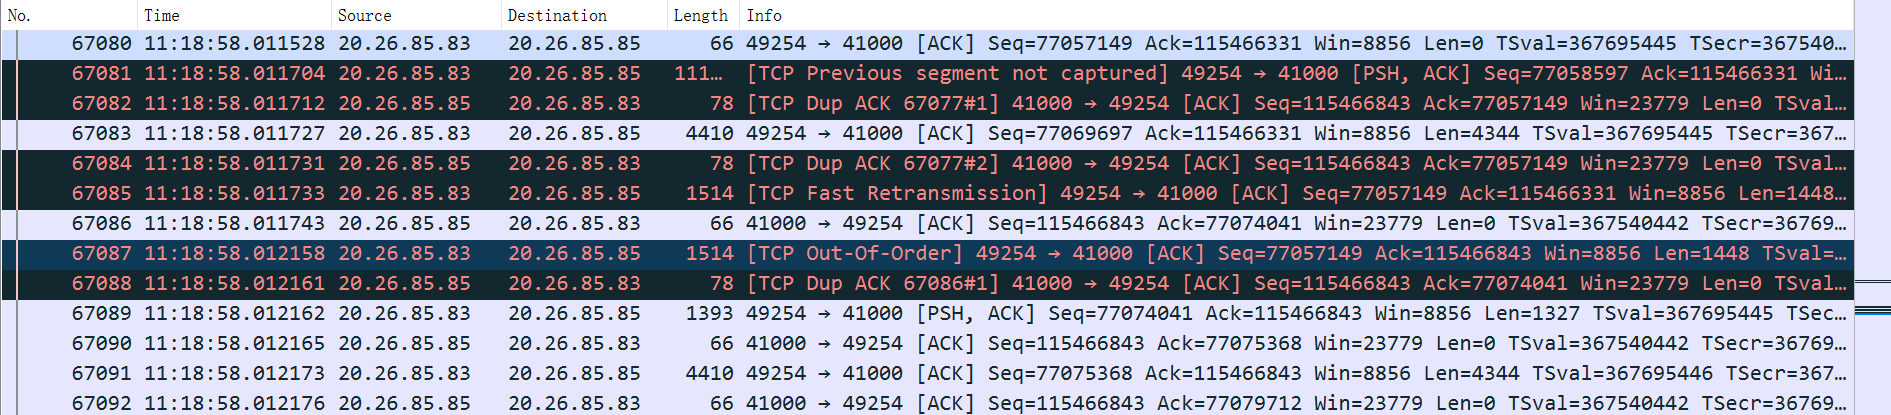 No. Time Source Destination Length Info
67080 11:18:58.011528 20.26.85.83 20.26.85.85 66 49254 → 41000 [ACK] Seq=77057149 Ack=115466331 Win=8856 Len=0 TSval=367695445 TSecr=367540…
67081 11:18:58.011704 20.26.85.83 20.26.85.85 111… [TCP Previous segment not captured] 49254 → 41000 [PSH, ACK] Seq=77058597 Ack=115466331 Wi…
67082 11:18:58.011712 20.26.85.85 20.26.85.83 78 [TCP Dup ACK 67077#1] 41000 → 49254 [ACK] Seq=115466843 Ack=77057149 Win=23779 Len=0 TSval…
67083 11:18:58.011727 20.26.85.83 20.26.85.85 4410 49254 → 41000 [ACK] Seq=77069697 Ack=115466331 Win=8856 Len=4344 TSval=367695445 TSecr=367…
67084 11:18:58.011731 20.26.85.85 20.26.85.83 78 [TCP Dup ACK 67077#2] 41000 → 49254 [ACK] Seq=115466843 Ack=77057149 Win=23779 Len=0 TSval…
67085 11:18:58.011733 20.26.85.83 20.26.85.85 1514 [TCP Fast Retransmission] 49254 → 41000 [ACK] Seq=77057149 Ack=115466331 Win=8856 Len=1448…
67086 11:18:58.011743 20.26.85.85 20.26.85.83 66 41000 → 49254 [ACK] Seq=115466843 Ack=77074041 Win=23779 Len=0 TSval=367540442 TSecr=36769…
67087 11:18:58.012158 20.26.85.83 20.26.85.85 1514 [TCP Out-Of-Order] 49254 → 41000 [ACK] Seq=77057149 Ack=115466843 Win=8856 Len=1448 TSval=…
67088 11:18:58.012161 20.26.85.85 20.26.85.83 78 [TCP Dup ACK 67086#1] 41000 → 49254 [ACK] Seq=115466843 Ack=77074041 Win=23779 Len=0 TSval…
67089 11:18:58.012162 20.26.85.83 20.26.85.85 1393 49254 → 41000 [PSH, ACK] Seq=77074041 Ack=115466843 Win=8856 Len=1327 TSval=367695445 TSec…
67090 11:18:58.012165 20.26.85.85 20.26.85.83 66 41000 → 49254 [ACK] Seq=115466843 Ack=77075368 Win=23779 Len=0 TSval=367540442 TSecr=36769…
67091 11:18:58.012173 20.26.85.83 20.26.85.85 4410 49254 → 41000 [ACK] Seq=77075368 Ack=115466843 Win=8856 Len=4344 TSval=367695446 TSecr=367…
67092 11:18:58.012176 20.26.85.85 20.26.85.83 66 41000 → 49254 [ACK] Seq=115466843 Ack=77079712 Win=23779 Len=0 TSval=367540442 TSecr=36769…